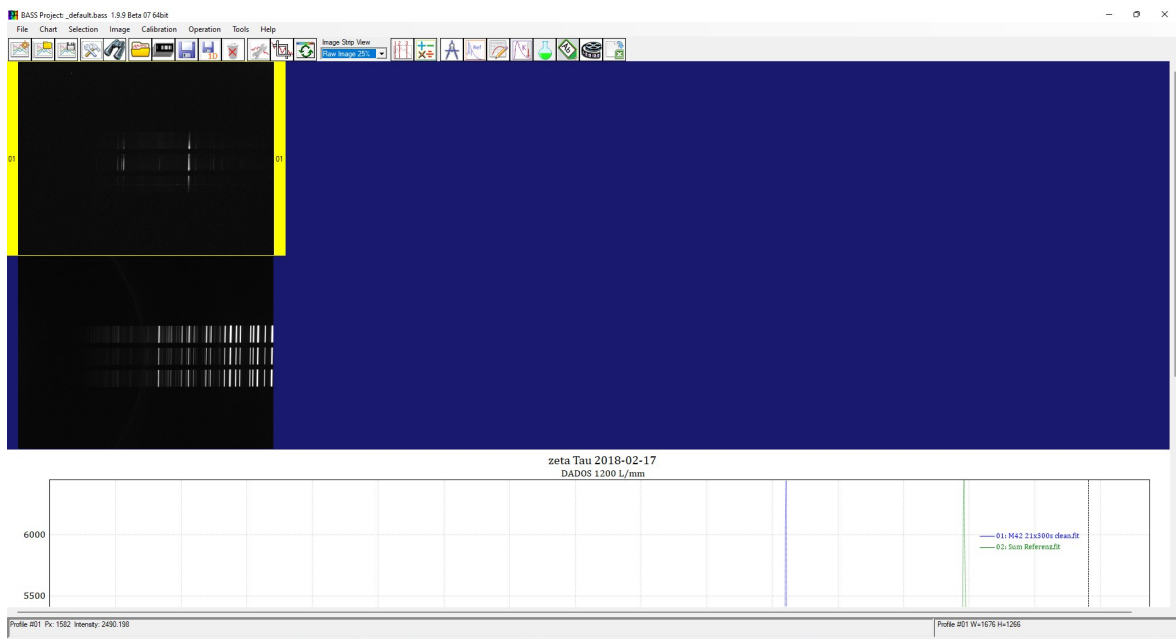 BASS Project: _default.bass 1.9.9 Beta 07 64bit
File Chart Selection Image Calibration Operation Tools Help
Image Strip View
Raw Image 25%
1D
Ref
01 01
zeta Tau 2018-02-17
DADOS 1200 L/mm
6000
01: M42 21x300s clean.fit
02: Sum Referenz.fit
5500
Profile #01 Px: 1582 Intensity: 2490.198
Profile #01 W=1676 H=1266